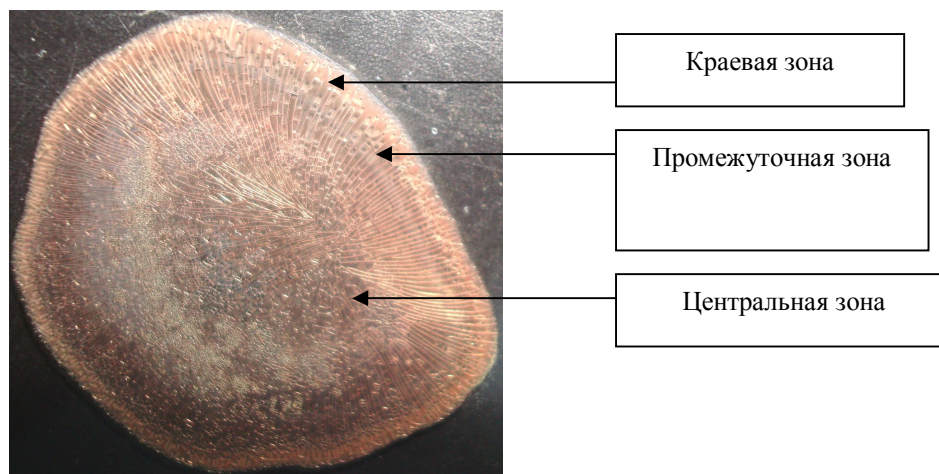 Краевая зона
Промежуточная зона
Центральная зона